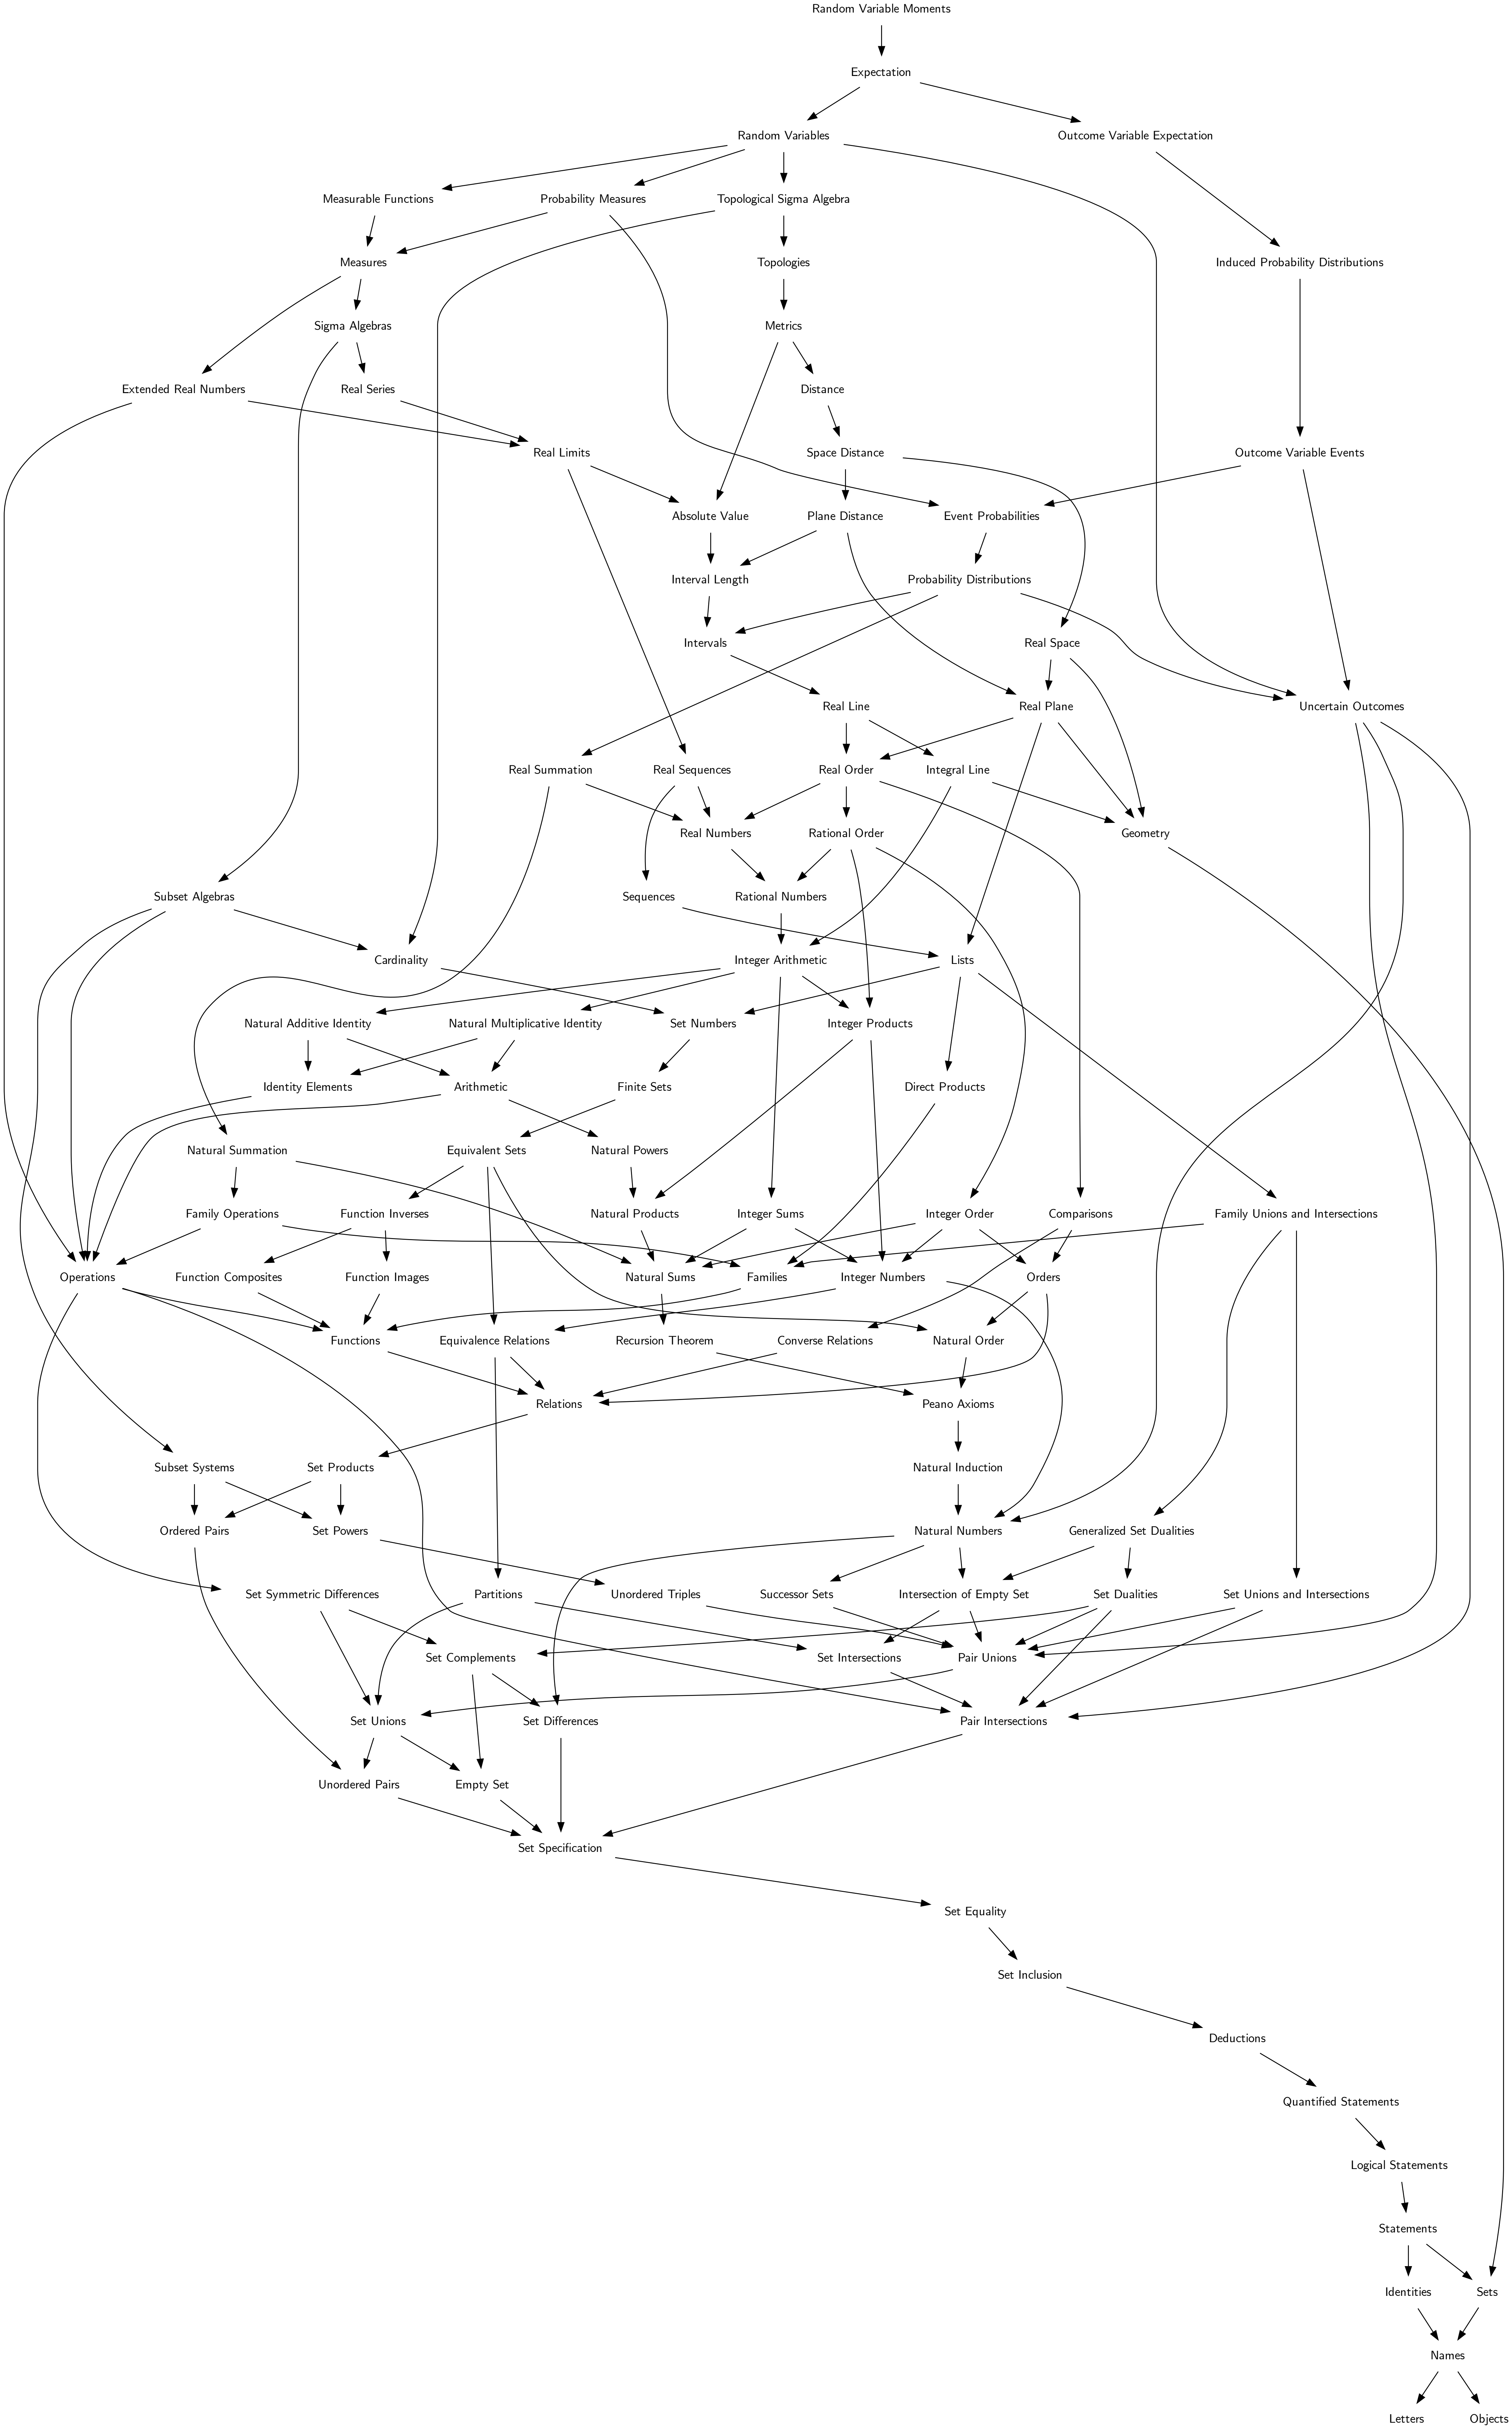 Random Variable Moments
Expectation
Random Variables
Outcome Variable Expectation
Measurable Functions
Probability Measures
Topological Sigma Algebra
Measures
Topologies
Induced Probability Distributions
Sigma Algebras
Metrics
Extended Real Numbers
Real Series
Distance
Real Limits
Space Distance
Outcome Variable Events
Absolute Value
Plane Distance
Event Probabilities
Interval Length
Probability Distributions
Intervals
Real Space
Real Line
Real Plane
Uncertain Outcomes
Real Summation
Real Sequences
Real Order
Integral Line
Real Numbers
Rational Order
Geometry
Subset Algebras
Sequences
Rational Numbers
Cardinality
Integer Arithmetic
Lists
Natural Additive Identity
Natural Multiplicative Identity
Set Numbers
Integer Products
Identity Elements
Arithmetic
Finite Sets
Direct Products
Natural Summation
Equivalent Sets
Natural Powers
Family Operations
Function Inverses
Natural Products
Integer Sums
Integer Order
Comparisons
Family Unions and Intersections
Operations
Function Composites
Function Images
Natural Sums
Families
Integer Numbers
Orders
Functions
Equivalence Relations
Recursion Theorem
Converse Relations
Natural Order
Relations
Peano Axioms
Subset Systems
Set Products
Natural Induction
Ordered Pairs
Set Powers
Natural Numbers
Generalized Set Dualities
Set Symmetric Differences
Partitions
Unordered Triples
Successor Sets
Intersection of Empty Set
Set Dualities
Set Unions and Intersections
Set Complements
Set Intersections
Pair Unions
Set Unions
Set Differences
Pair Intersections
Unordered Pairs
Empty Set
Set Specification
Set Equality
Set Inclusion
Deductions
Quantified Statements
Logical Statements
Statements
Identities
Sets
Names
Letters
Objects